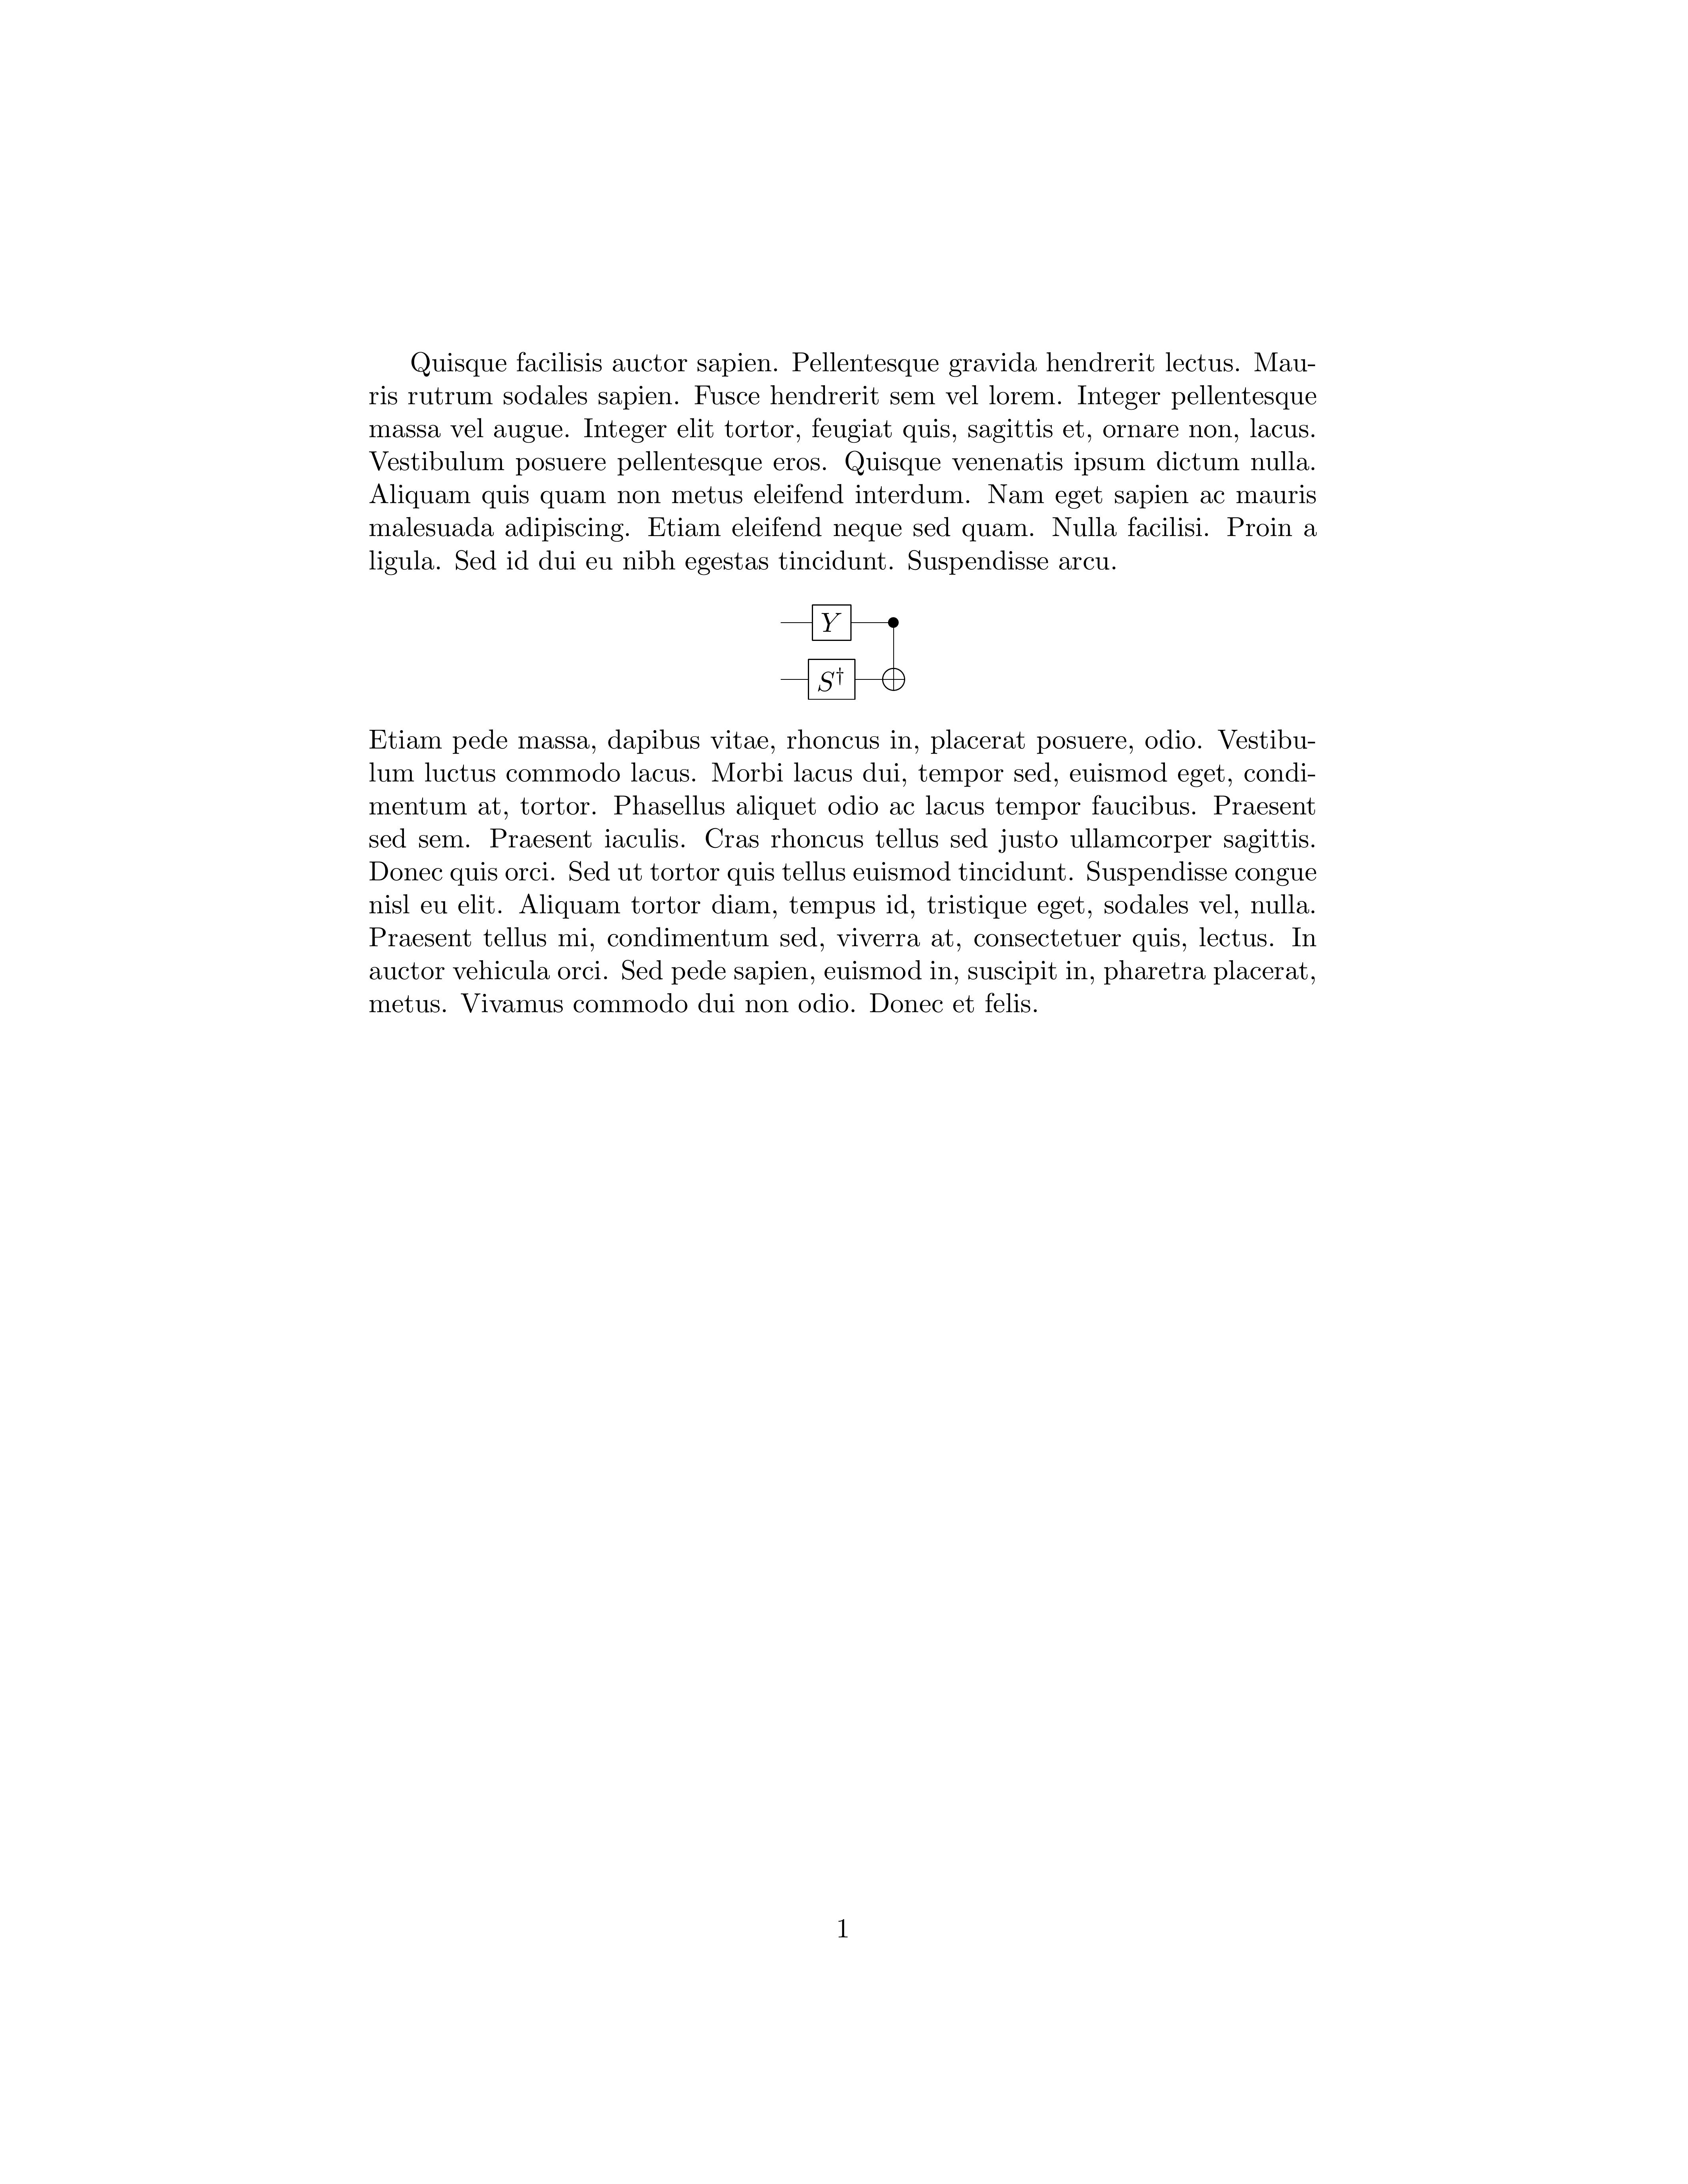 Quisque facilisis auctor sapien. Pellentesque gravida hendrerit lectus. Mau-
ris rutrum sodales sapien. Fusce hendrerit sem vel lorem. Integer pellentesque
massa vel augue. Integer elit tortor, feugiat quis, sagittis et, ornare non, lacus.
Vestibulum posuere pellentesque eros. Quisque venenatis ipsum dictum nulla.
Aliquam quis quam non metus eleifend interdum. Nam eget sapien ac mauris
malesuada adipiscing. Etiam eleifend neque sed quam. Nulla facilisi. Proin a
ligula. Sed id dui eu nibh egestas tincidunt. Suspendisse arcu.
Y
S†
Etiam pede massa, dapibus vitae, rhoncus in, placerat posuere, odio. Vestibu-
lum luctus commodo lacus. Morbi lacus dui, tempor sed, euismod eget, condi-
mentum at, tortor. Phasellus aliquet odio ac lacus tempor faucibus. Praesent
sed sem. Praesent iaculis. Cras rhoncus tellus sed justo ullamcorper sagittis.
Donec quis orci. Sed ut tortor quis tellus euismod tincidunt. Suspendisse congue
nisl eu elit. Aliquam tortor diam, tempus id, tristique eget, sodales vel, nulla.
Praesent tellus mi, condimentum sed, viverra at, consectetuer quis, lectus. In
auctor vehicula orci. Sed pede sapien, euismod in, suscipit in, pharetra placerat,
metus. Vivamus commodo dui non odio. Donec et felis.
1